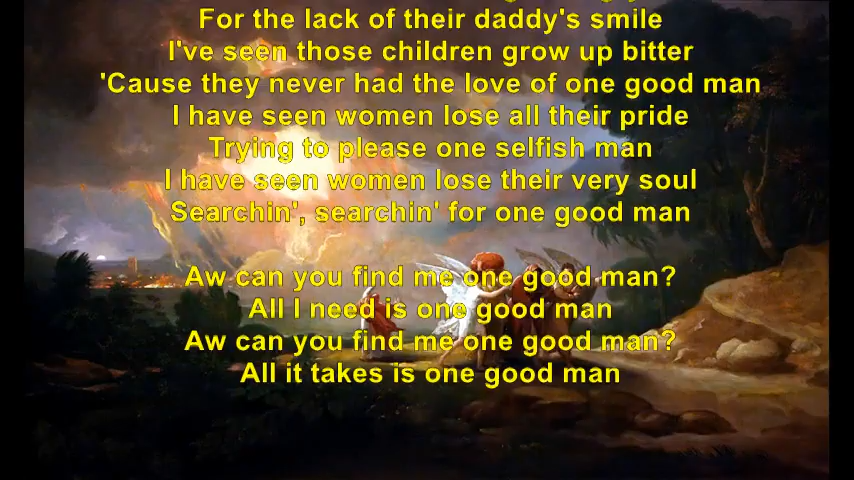 For the lack of their daddy's smile
I've seen those children grow up bitter
'Cause they never had the love of one good man
I have seen women lose all their pride
Trying to please one selfish man
I have seen women lose their very soul
Searchin', searchin' for one good man
Aw can you find me one good man?
All I need is one good man
Aw can you find me one good man?
All it takes is one good man